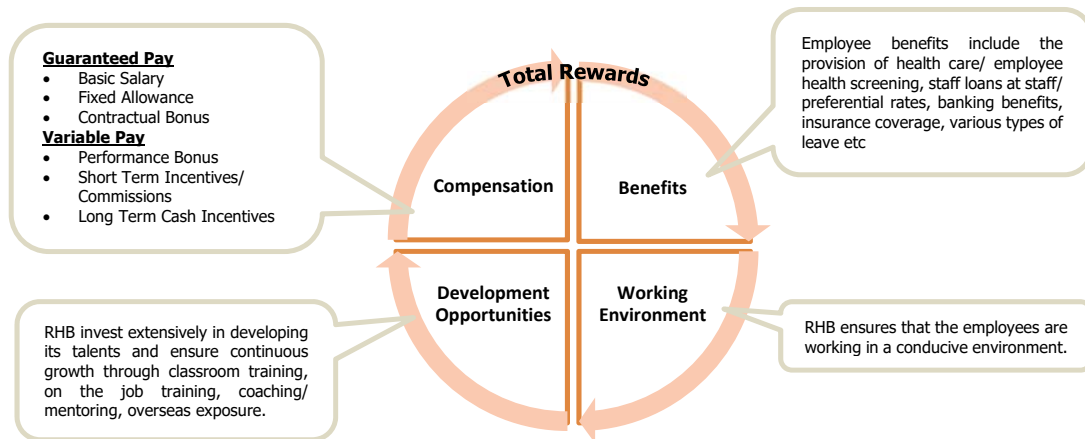 Guaranteed Pay
• Basic Salary
• Fixed Allowance
• Contractual Bonus
Variable Pay
• Performance Bonus
• Short Term Incentives/
Commissions
• Long Term Cash Incentives
Total Rewards
Employee benefits include the
provision of health care/ employee
health screening, staff loans at staff/
preferential rates, banking benefits,
insurance coverage, various types of
leave etc
Compensation
Benefits
Development
Opportunities
Working
Environment
RHB invest extensively in developing
its talents and ensure continuous
growth through classroom training,
on the job training, coaching/
mentoring, overseas exposure.
RHB ensures that the employees are
working in a conducive environment.